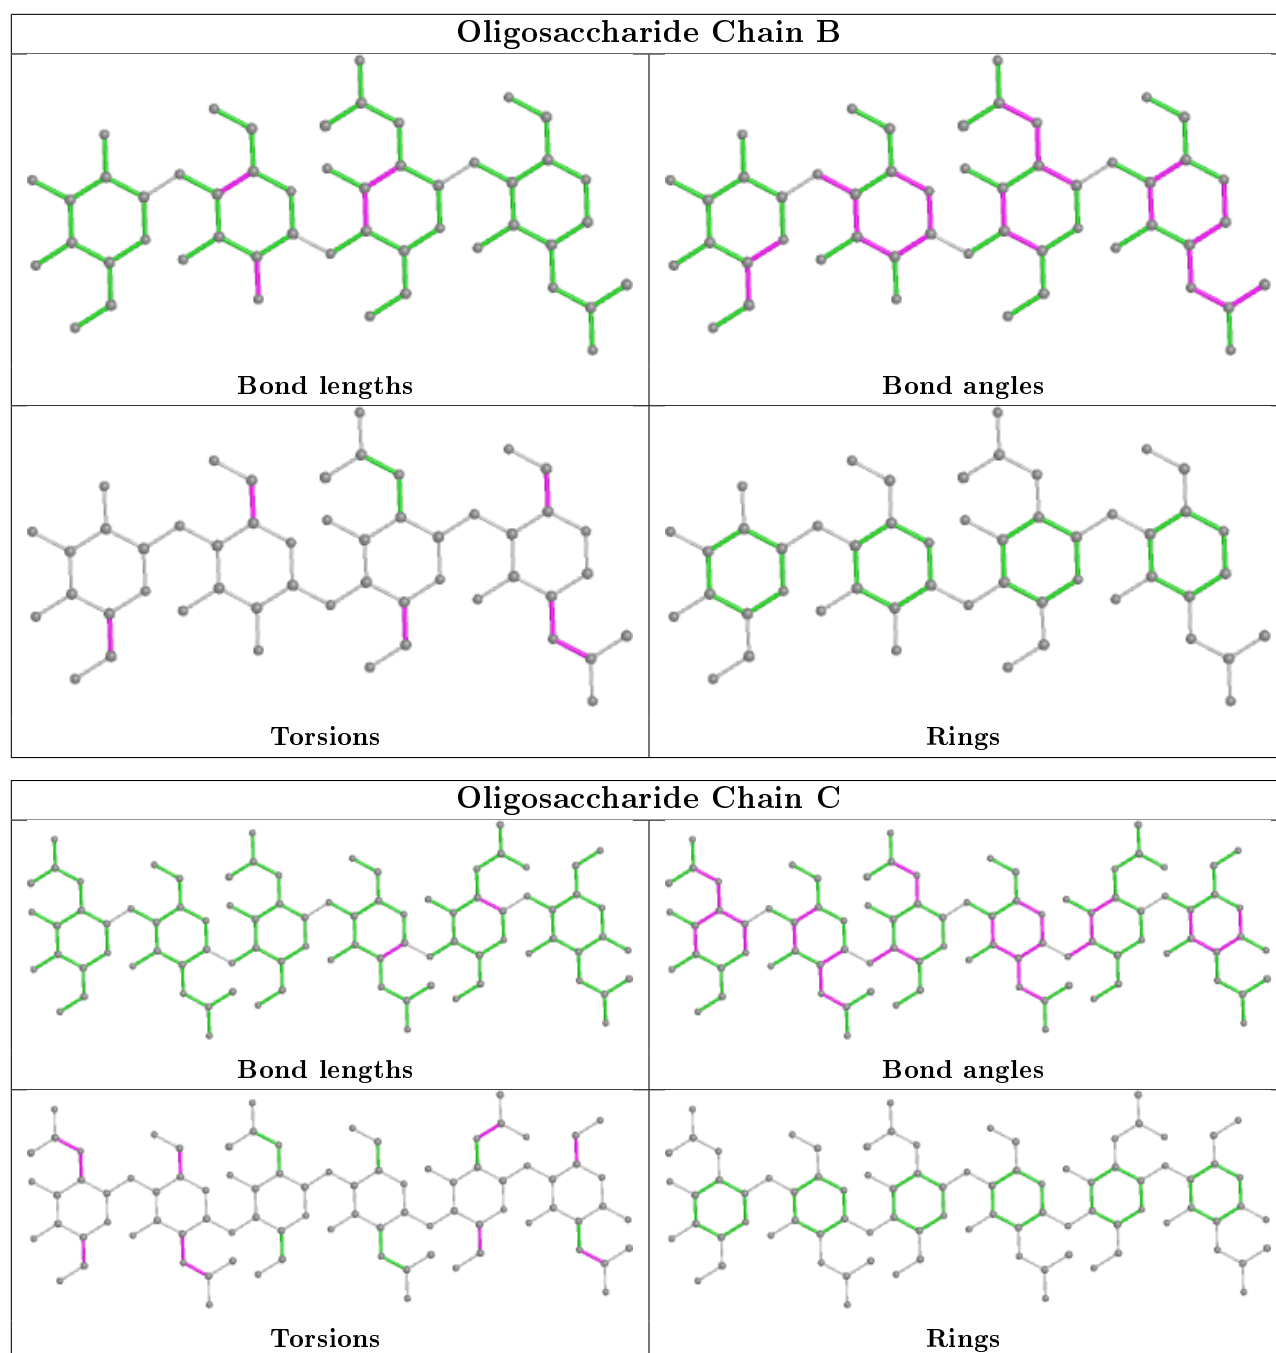 Oligosaccharide Chain B
Bond lengths
Bond angles
Torsions
Rings
Oligosaccharide Chain C
Bond lengths
Bond angles
Torsions
Rings